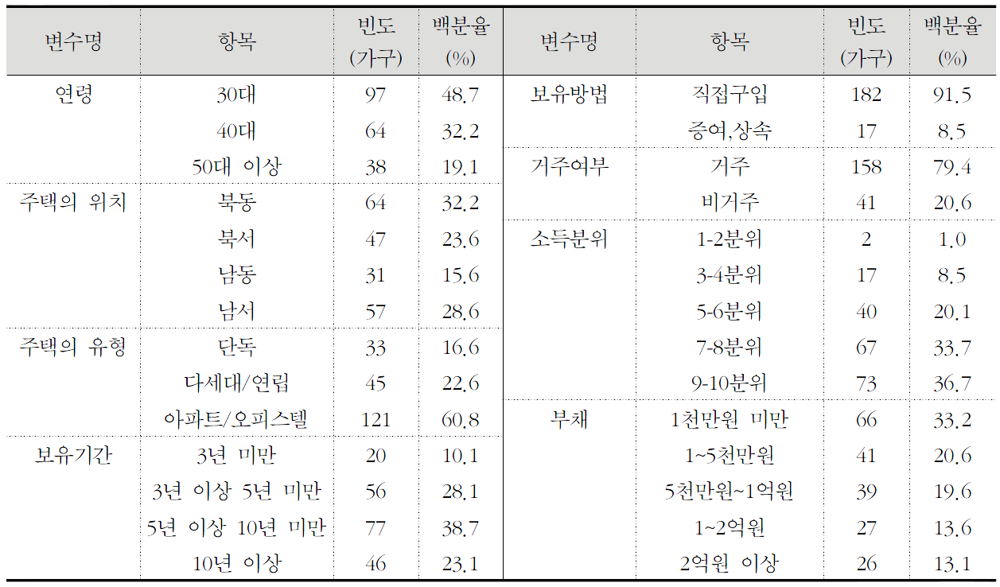 변수명 항목 빈도 (가구) 백분율 (%) 변수명 항목 빈도 (가구) 백분율 (%)
연령 30대 97 48.7 보유방법 직접구입 182 91.5
40대 64 32.2 증여,상속 17 8.5
50대 이상 38 19.1 거주여부 거주 158 79.4
주택의 위치 북동 64 32.2 비거주 41 20.6
북서 47 23.6 소득분위 1-2분위 2 1.0
남동 31 15.6 3-4분위 17 8.5
남서 57 28.6 5-6분위 40 20.1
주택의 유형 단독 33 16.6 7-8분위 67 33.7
다세대/연립 45 22.6 9-10분위 73 36.7
아파트/오피스텔 121 60.8 부채 1천만원 미만 66 33.2
보유기간 3년 미만 20 10.1 1~5천만원 41 20.6
3년 이상 5년 미만 56 28.1 5천만원~1억원 39 19.6
5년 이상 10년 미만 77 38.7 1~2억원 27 13.6
10년 이상 46 23.1 2억원 이상 26 13.1